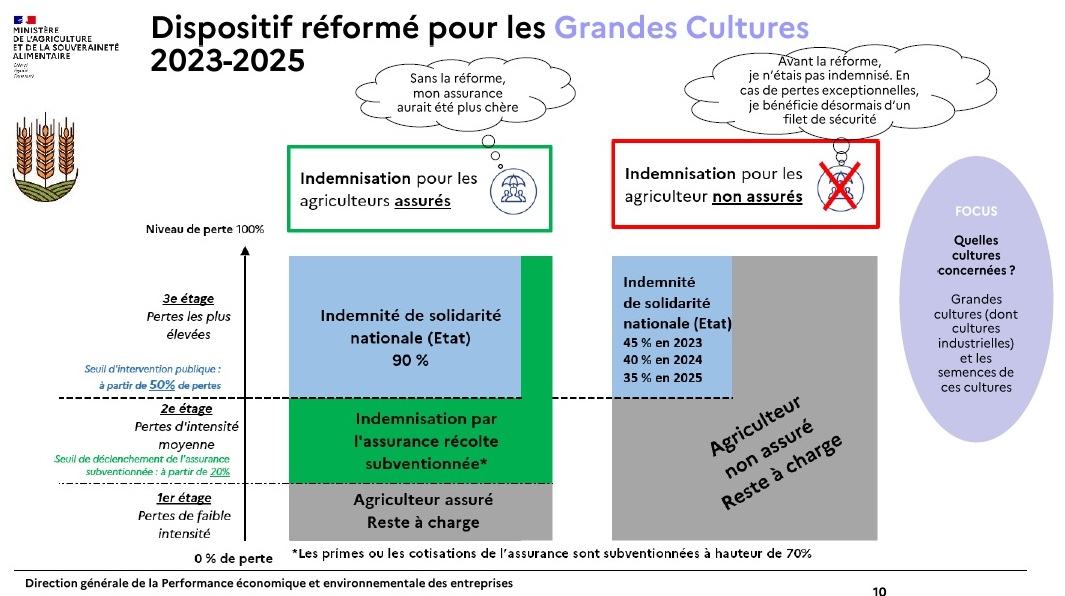 MINISTÈRE
DE L'AGRICULTURE
ET DE LA SOUVERAINETÉ
ALIMENTAIRE
Dispositif réformé pour les Grandes Cultures
2023-2025
Sans la réforme,
mon assurance
aurait été plus chère
Avant la réforme,
je n'étais pas indemnisé. En
cas de pertes exceptionnelles,
je bénéficie désormais d'un
filet de sécurité
Indemnisation pour les
agriculteurs assurés
Indemnisation pour les
agriculteur non assurés
Niveau de perte 100%
3e étage
Pertes les plus
élevées
Seuil d'intervention publique :
à partir de 50% de pertes
2e étage
Pertes d'intensité
moyenne
Seuil de déclenchement de l'assurance
subventionnée : à partir de 20%
1er étage
Pertes de faible
intensité
0 % de perte
Indemnité de solidarité
nationale (Etat)
90 %
Indemnisation par
l'assurance récolte
subventionnée*
Agriculteur assuré
Reste à charge
Indemnité
de solidarité
nationale (Etat)
45 % en 2023
40 % en 2024
35 % en 2025
Agriculteur
non assuré
Reste à charge
FOCUS
Quelles
cultures
concernées ?
Grandes
cultures (dont
cultures
industrielles)
et les
semences de
ces cultures
*Les primes ou les cotisations de l'assurance sont subventionnées à hauteur de 70%
Direction générale de la Performance économique et environnementale des entreprises
10